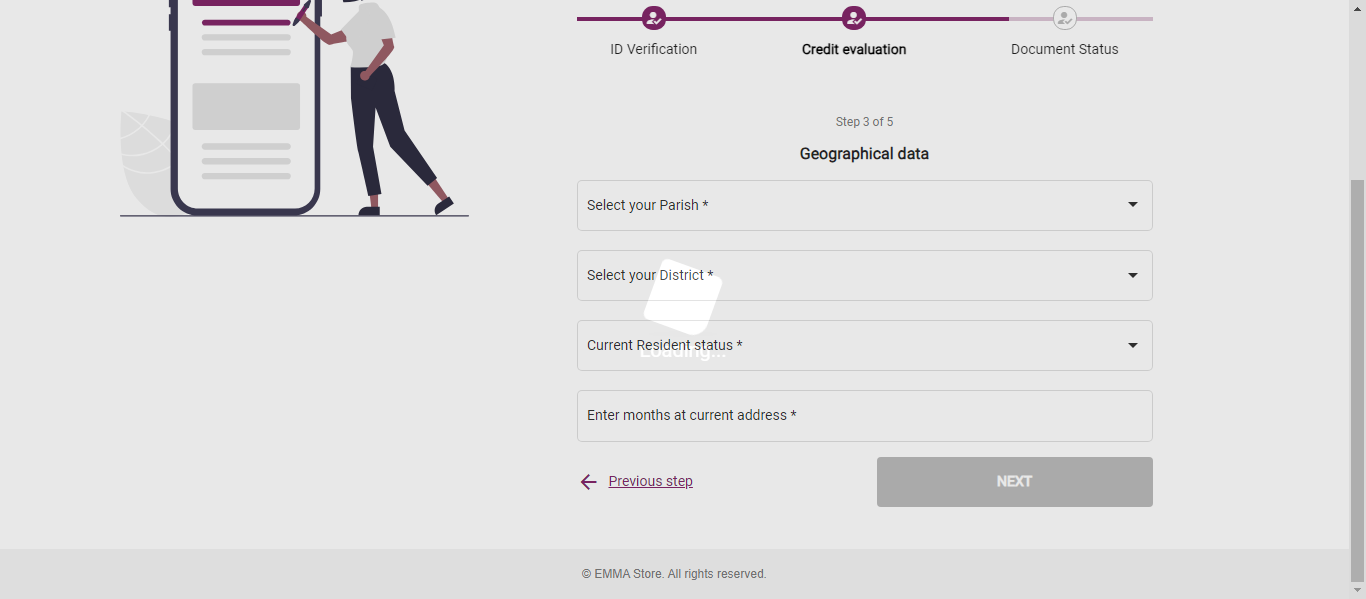 ID Verification
Credit evaluation
Document Status
Step 3 of 5
Geographical data
Select your Parish *
Select your District *
Current Resident status *
Loading...
Enter months at current address *
Previous step
NEXT
© EMMA Store. All rights reserved.